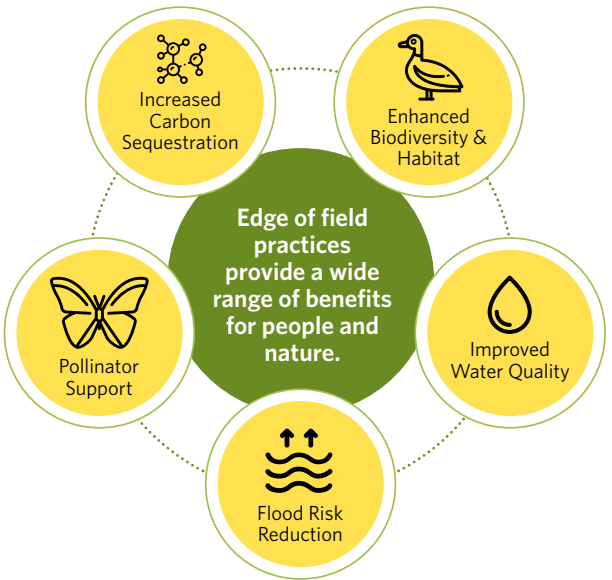 Increased
Carbon
Sequestration
Enhanced
Biodiversity &
Habitat
Edge of field
practices
provide a wide
range of benefits
for people and
nature.
Pollinator
Support
Improved
Water Quality
Flood Risk
Reduction